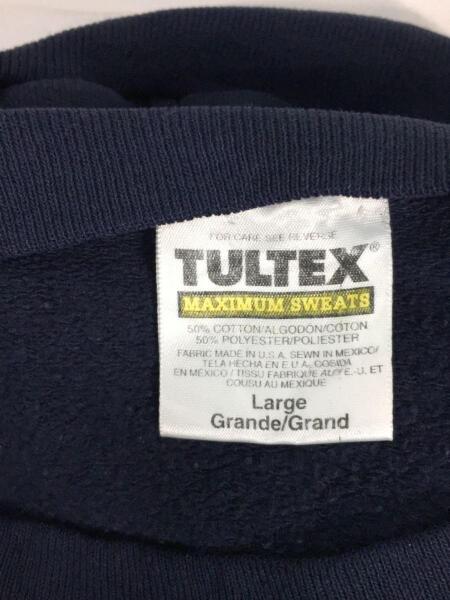 FOR CARE SEE REVERSE
TULTEX®
MAXIMUM SWEATS
50% COTTON/ALGODÓN/COTON
50% POLYESTER/POLIESTER
FABRIC MADE IN U.S.A. SEWN IN MEXICO/
TELA HECHA EN E.U.A. COSIDA
EN MEXICO / TISSU FABRIQUE AUX E.-U. ET
COUSU AU MEXIQUE
Large
Grande/Grand